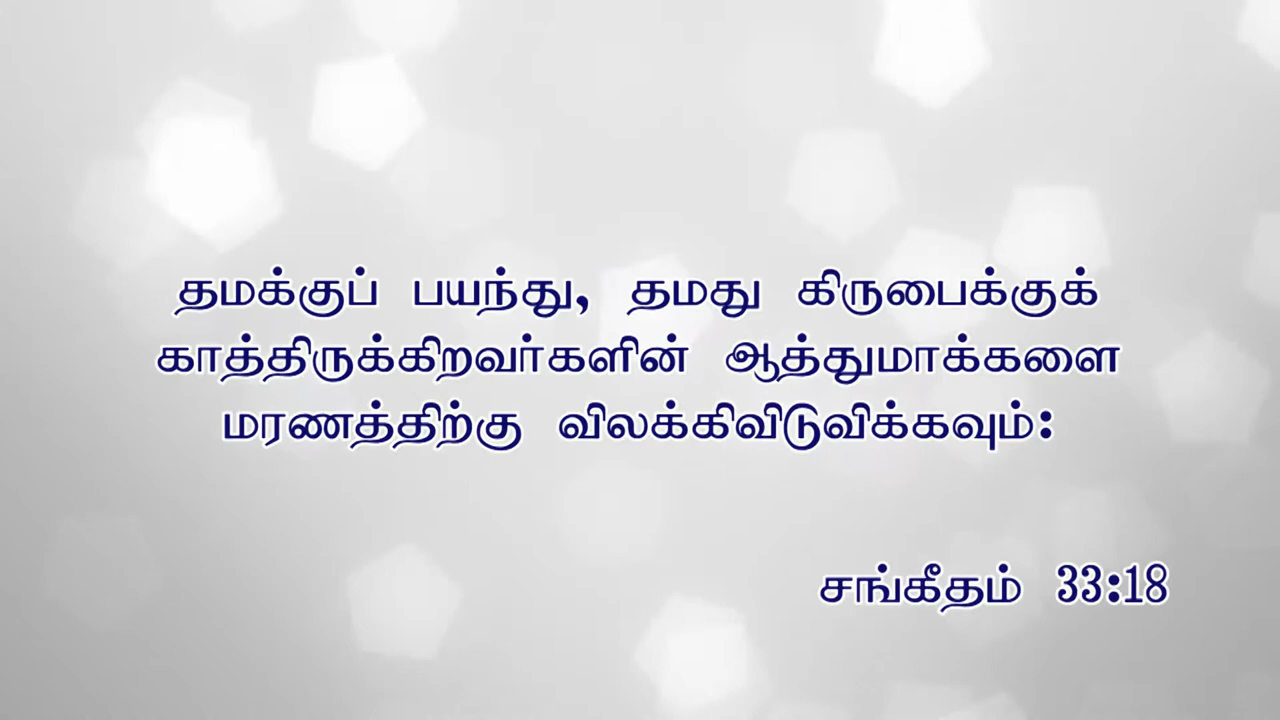 தமக்குப் பயந்து, தமது கிருபைக்குக்
காத்திருக்கிறவர்களின் ஆத்துமாக்களை
மரணத்திற்கு விலக்கிவிடுவிக்கவும்:
சங்கீதம் 33:18